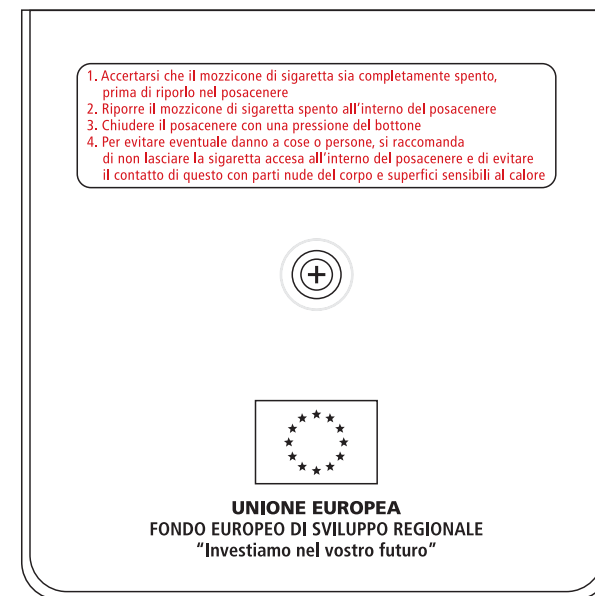 1. Accertarsi che il mozzicone di sigaretta sia completamente spento,
prima di riporlo nel posacenere
2. Riporre il mozzicone di sigaretta spento all'interno del posacenere
3. Chiudere il posacenere con una pressione del bottone
4. Per evitare eventuale danno a cose o persone, si raccomanda
di non lasciare la sigaretta accesa all'interno del posacenere e di evitare
il contatto di questo con parti nude del corpo e superfici sensibili al calore
UNIONE EUROPEA
FONDO EUROPEO DI SVILUPPO REGIONALE
“Investiamo nel vostro futuro”